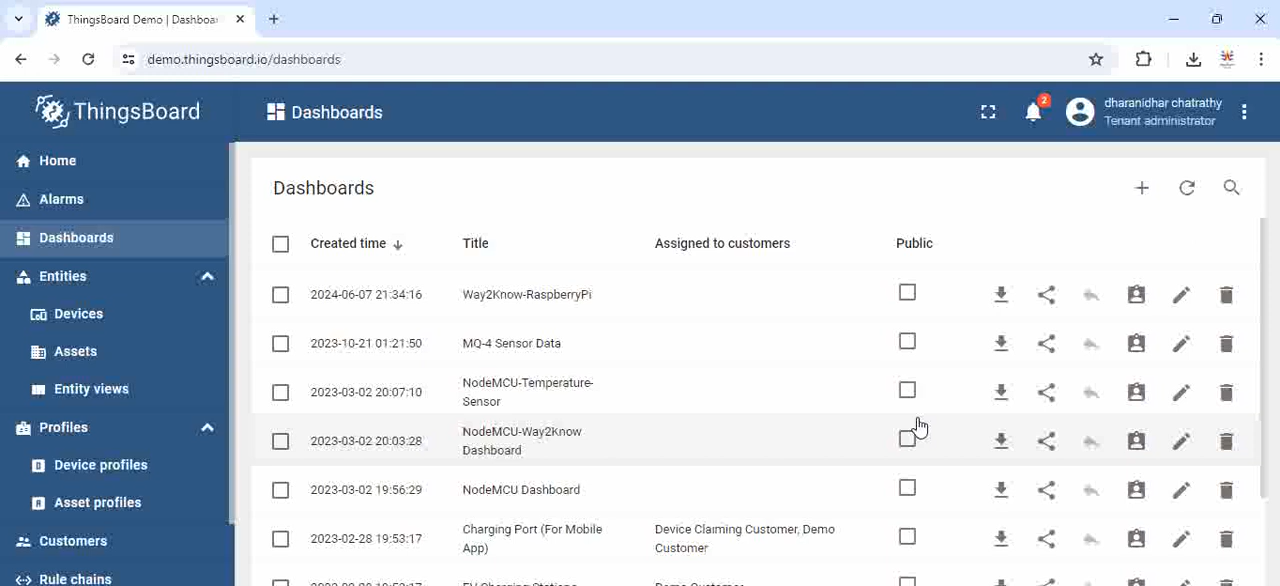 ThingsBoard Demo | Dashboa
demo.thingsboard.io/dashboards
ThingsBoard
Dashboards
2
dharanidhar chatrathy
Tenant administrator
Home
Alarms
Dashboards
Entities
Devices
Assets
Entity views
Profiles
Device profiles
Asset profiles
Customers
Rule chains
Dashboards
Created time
Title
Assigned to customers
Public
2024-06-07 21:34:16
Way2Know-RaspberryPi
2023-10-21 01:21:50
MQ-4 Sensor Data
2023-03-02 20:07:10
NodeMCU-Temperature-
Sensor
2023-03-02 20:03:28
NodeMCU-Way2Know
Dashboard
2023-03-02 19:56:29
NodeMCU Dashboard
2023-02-28 19:53:17
Charging Port (For Mobile
App)
Device Claiming Customer, Demo
Customer